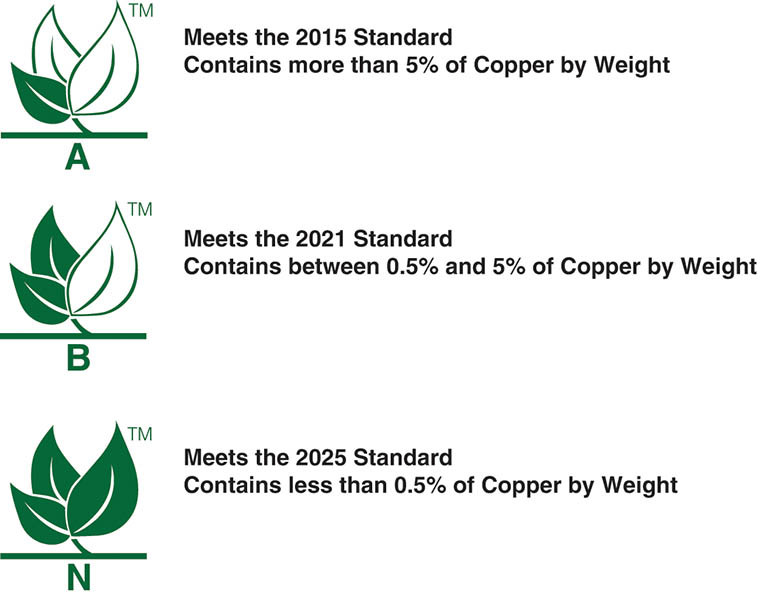 TM
Meets the 2015 Standard
Contains more than 5% of Copper by Weight
A
TM
Meets the 2021 Standard
Contains between 0.5% and 5% of Copper by Weight
B
TM
Meets the 2025 Standard
Contains less than 0.5% of Copper by Weight
N